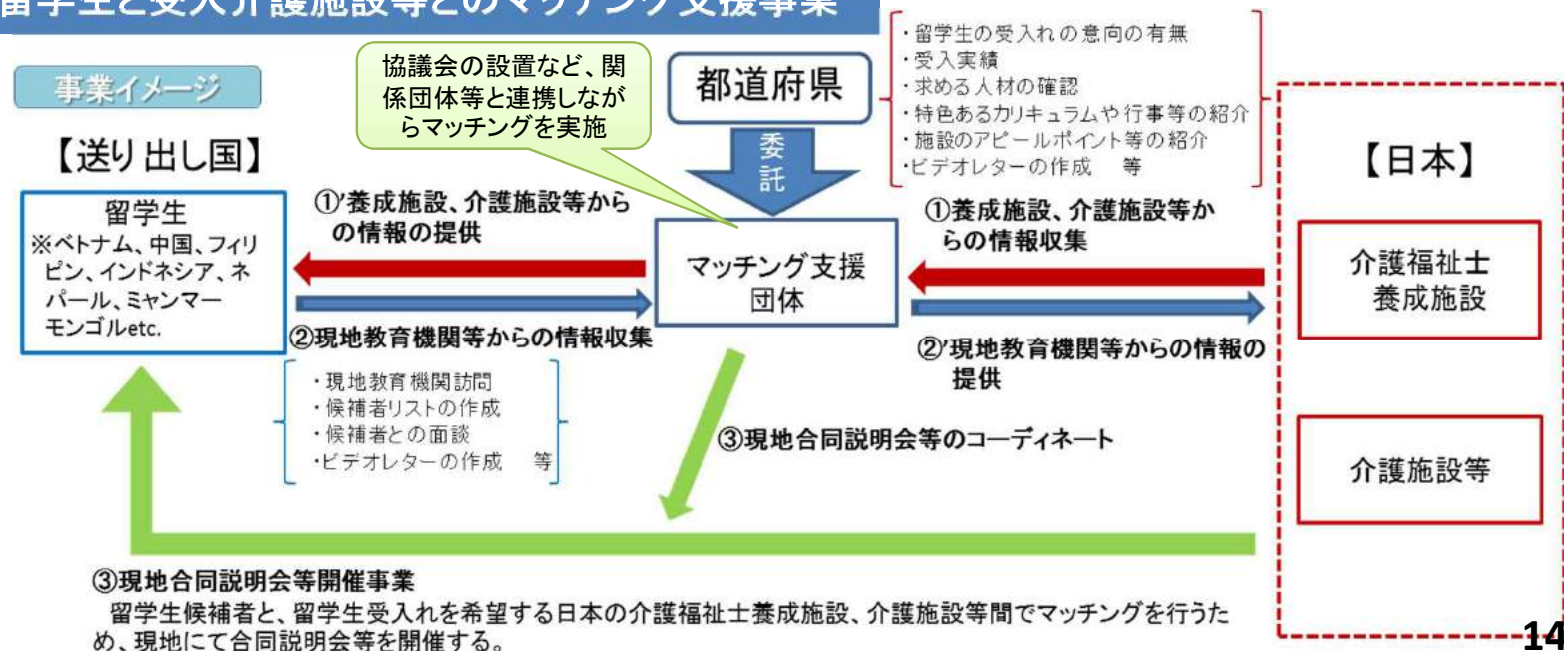 留学生と受入介護施設等とのマッチング支援事業
事業イメージ
協議会の設置など、関
係団体等と連携しなが
らマッチングを実施
都道府県
委
託
・留学生の受入れの意向の有無
・受入実績
・求める人材の確認
・特色あるカリキュラムや行事等の紹介
・施設のアピールポイント等の紹介
・ビデオレターの作成　等
【送り出し国】
留学生
※ベトナム、中国、フィリ
ピン、インドネシア、ネ
パール、ミャンマー
モンゴルetc.
①’養成施設、介護施設等から
の情報の提供
②現地教育機関等からの情報収集
・現地教育機関訪問
・候補者リストの作成
・候補者との面談
・ビデオレターの作成　等
マッチング支援
団体
①養成施設、介護施設等か
らの情報収集
②’現地教育機関等からの情報の
提供
③現地合同説明会等のコーディネート
【日本】
介護福祉士
養成施設
介護施設等
③現地合同説明会等開催事業
留学生候補者と、留学生受入れを希望する日本の介護福祉士養成施設、介護施設等間でマッチングを行うた
め、現地にて合同説明会等を開催する。
14